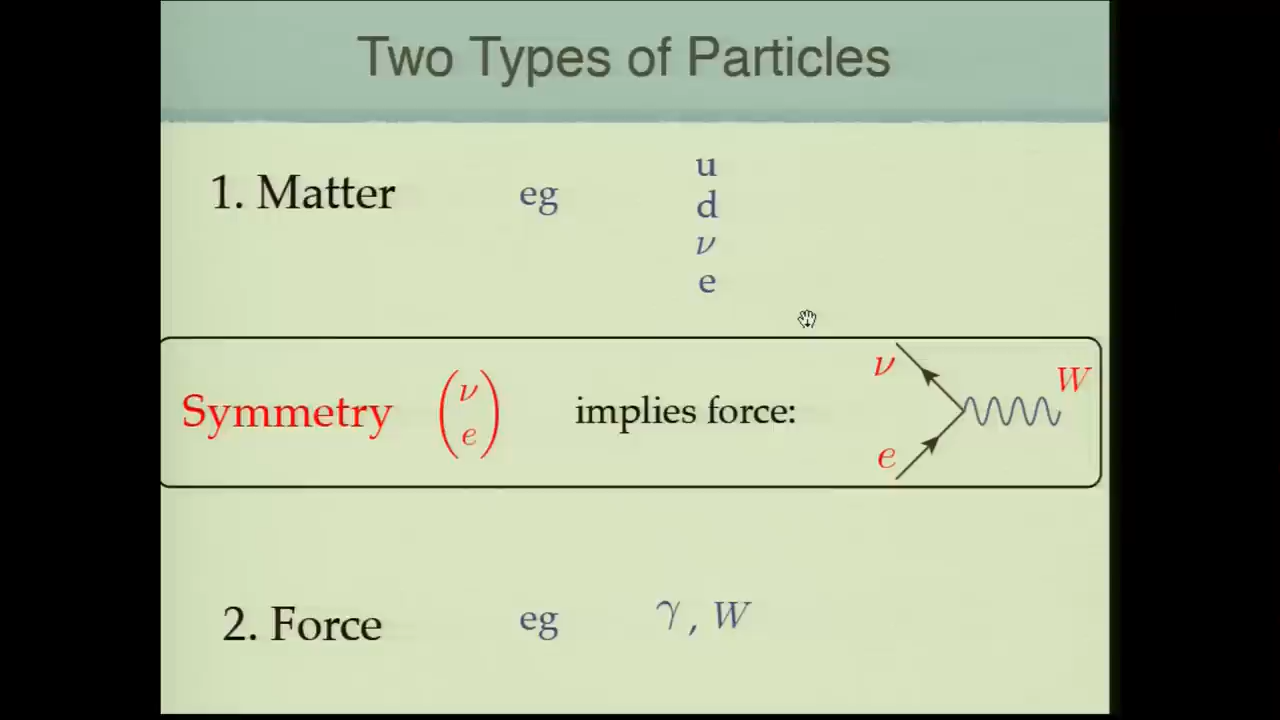 Two Types of Particles
1. Matter eg
u
d
ν
e
Symmetry (ν e) implies force:
ν
W
e
2. Force eg γ, W